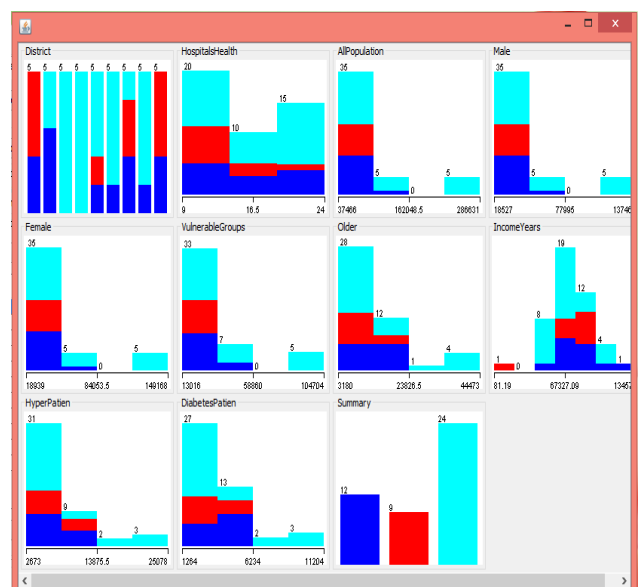 x
District
5 5 5 5 5 5 5 5 5
HospitalsHealth
20
10
15
9 16.5 24
AllPopulation
35
5
0
5
37466 162048.5 286631
Male
35
5
0
5
18527 77995
Female
35
5
0
5
18939 84053.5 149168
VulnerableGroups
33
7
0
5
13016 58860 104704
Older
28
12
1
4
3180 23826.5 44473
IncomeYears
1
0
8
19
12
4
1
81.19 67327.09
HyperPatien
31
9
2
3
2673 13875.5 25078
DiabetesPatien
27
13
2
3
1264 6234 11204
Summary
12
9
24